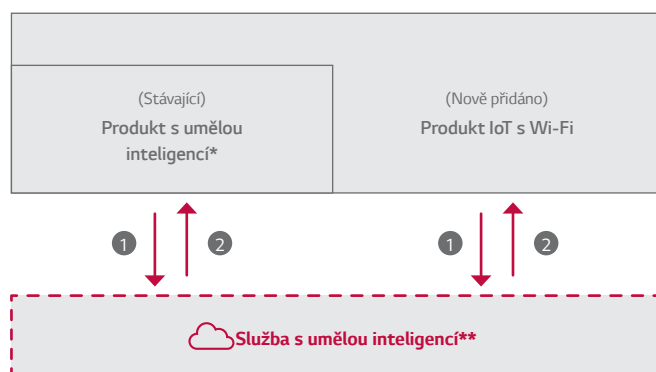 (Stávající)
Produkt s umělou
inteligencí*
(Nově přidáno)
Produkt IoT s Wi-Fi
1
2
1
2
Služba s umělou inteligencí**